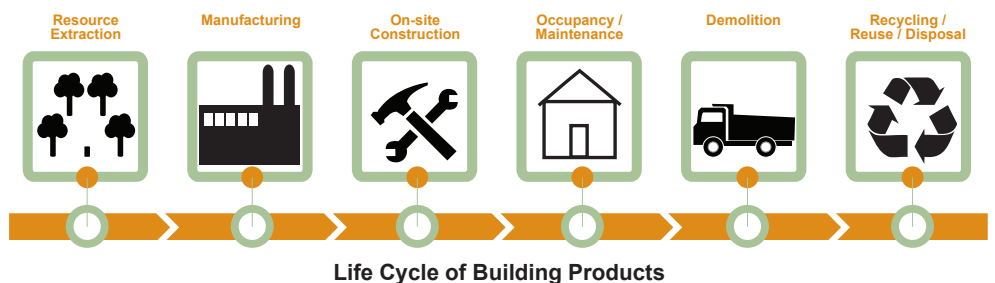 Resource
Extraction
Manufacturing
On-site
Construction
Occupancy /
Maintenance
Demolition
Recycling /
Reuse / Disposal
Life Cycle of Building Products